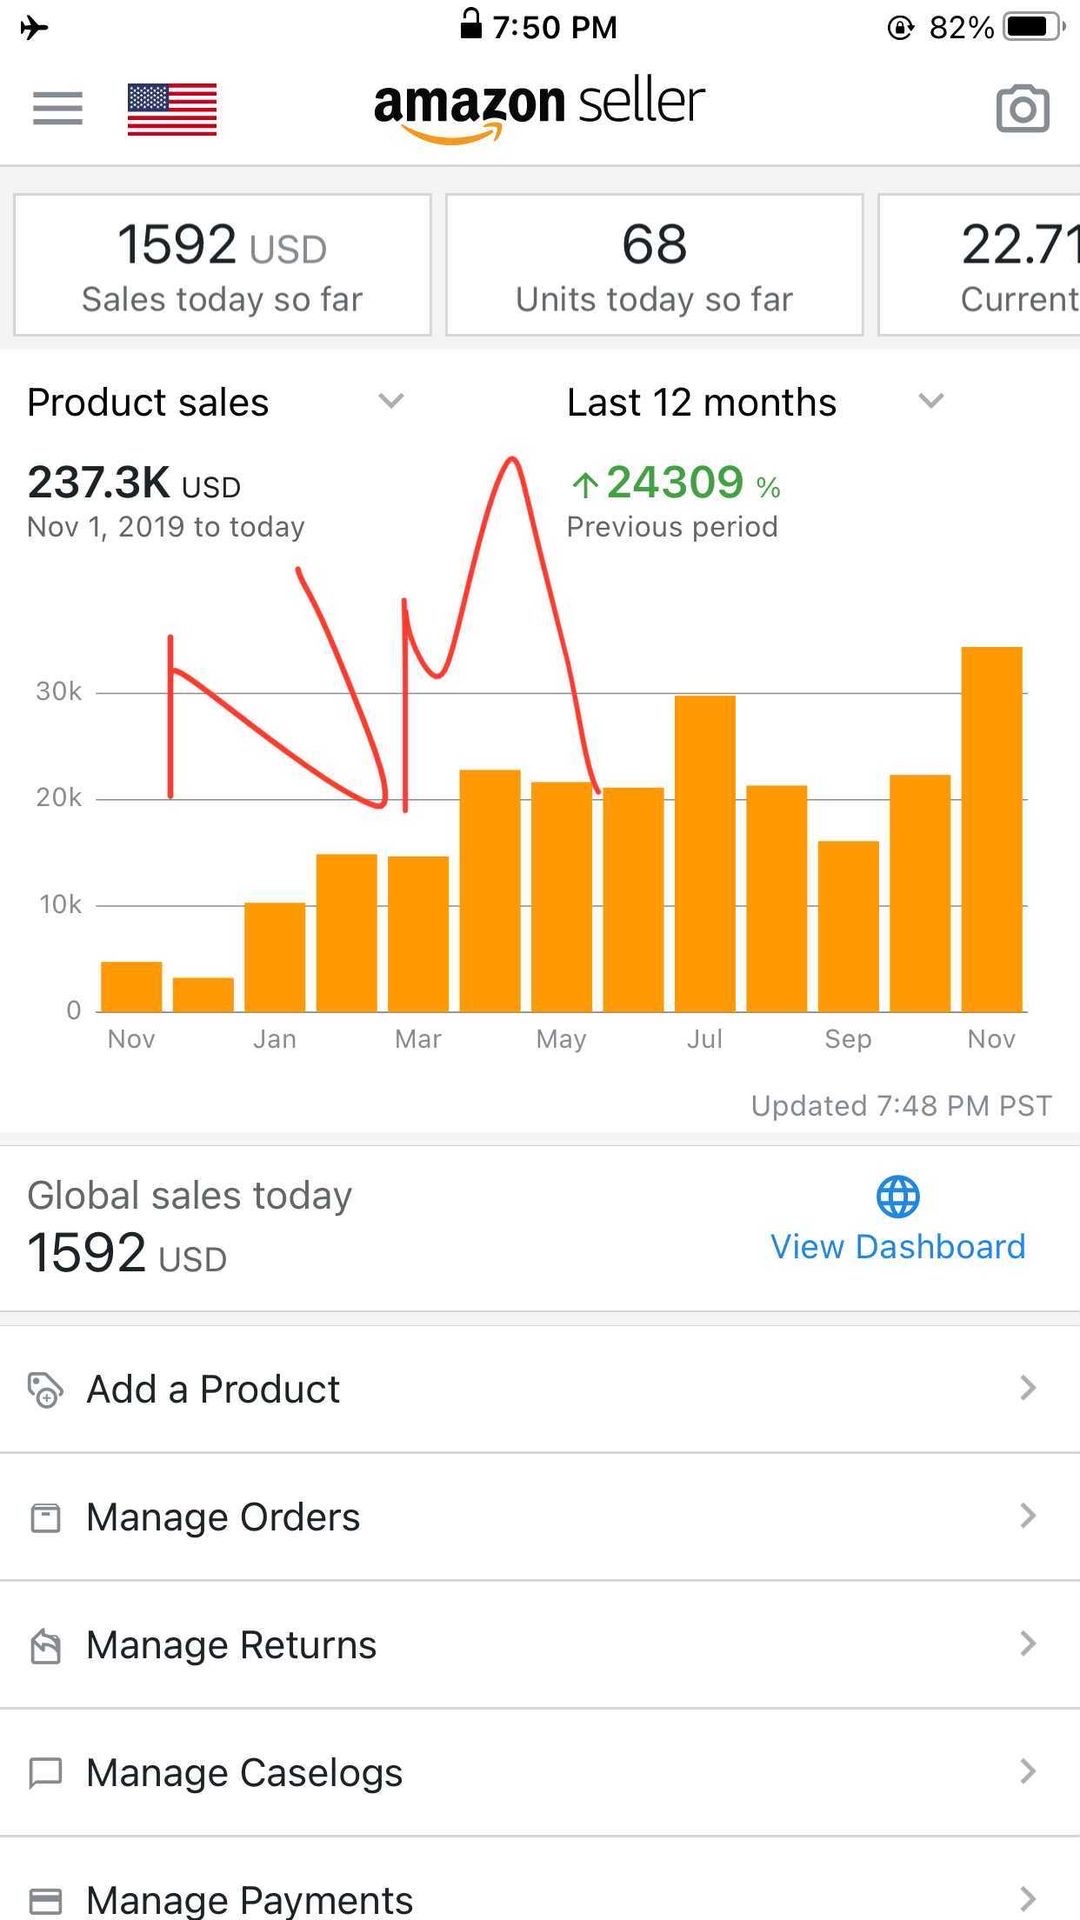 7:50 PM
82%
amazon seller
1592 USD
Sales today so far
68
Units today so far
22.71
Current
Product sales
Last 12 months
237.3K USD
Nov 1, 2019 to today
↑24309 %
Previous period
NM
30k
20k
10k
0
Nov Jan Mar May Jul Sep Nov
Updated 7:48 PM PST
Global sales today
1592 USD
View Dashboard
Add a Product
Manage Orders
Manage Returns
Manage Caselogs
Manage Payments